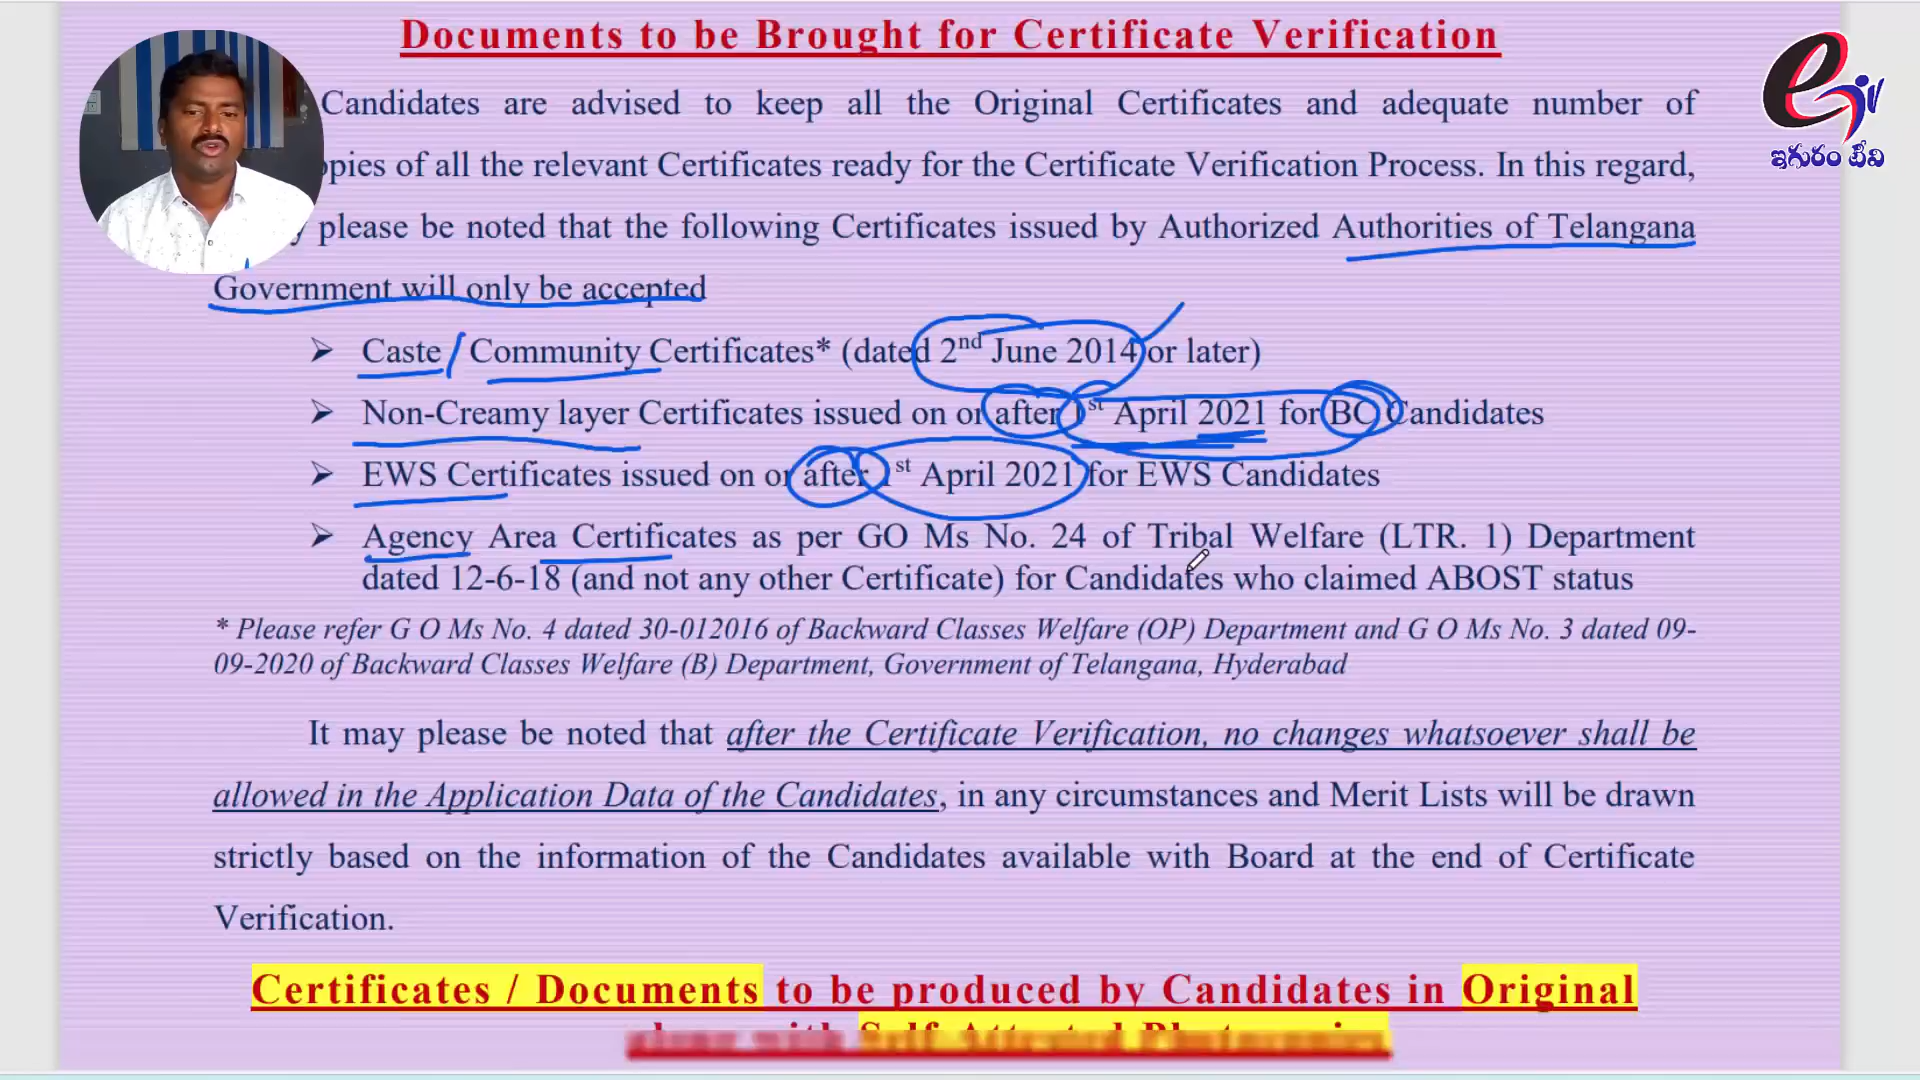 Documents to be Brought for Certificate Verification
Candidates are advised to keep all the Original Certificates and adequate number of
opies of all the relevant Certificates ready for the Certificate Verification Process. In this regard,
y please be noted that the following Certificates issued by Authorized Authorities of Telangana
Government will only be accepted
➢ Caste / Community Certificates* (dated 2nd June 2014 or later)
➢ Non-Creamy layer Certificates issued on or after 1st April 2021 for BC Candidates
➢ EWS Certificates issued on or after 1st April 2021 for EWS Candidates
➢ Agency Area Certificates as per GO Ms No. 24 of Tribal Welfare (LTR. 1) Department
dated 12-6-18 (and not any other Certificate) for Candidates who claimed ABOST status
* Please refer G O Ms No. 4 dated 30-012016 of Backward Classes Welfare (OP) Department and G O Ms No. 3 dated 09-
09-2020 of Backward Classes Welfare (B) Department, Government of Telangana, Hyderabad
It may please be noted that after the Certificate Verification, no changes whatsoever shall be
allowed in the Application Data of the Candidates, in any circumstances and Merit Lists will be drawn
strictly based on the information of the Candidates available with Board at the end of Certificate
Verification.
Certificates / Documents to be produced by Candidates in Original
along with Self-Attested Photocopies
e TV
ఇగురం టీవి